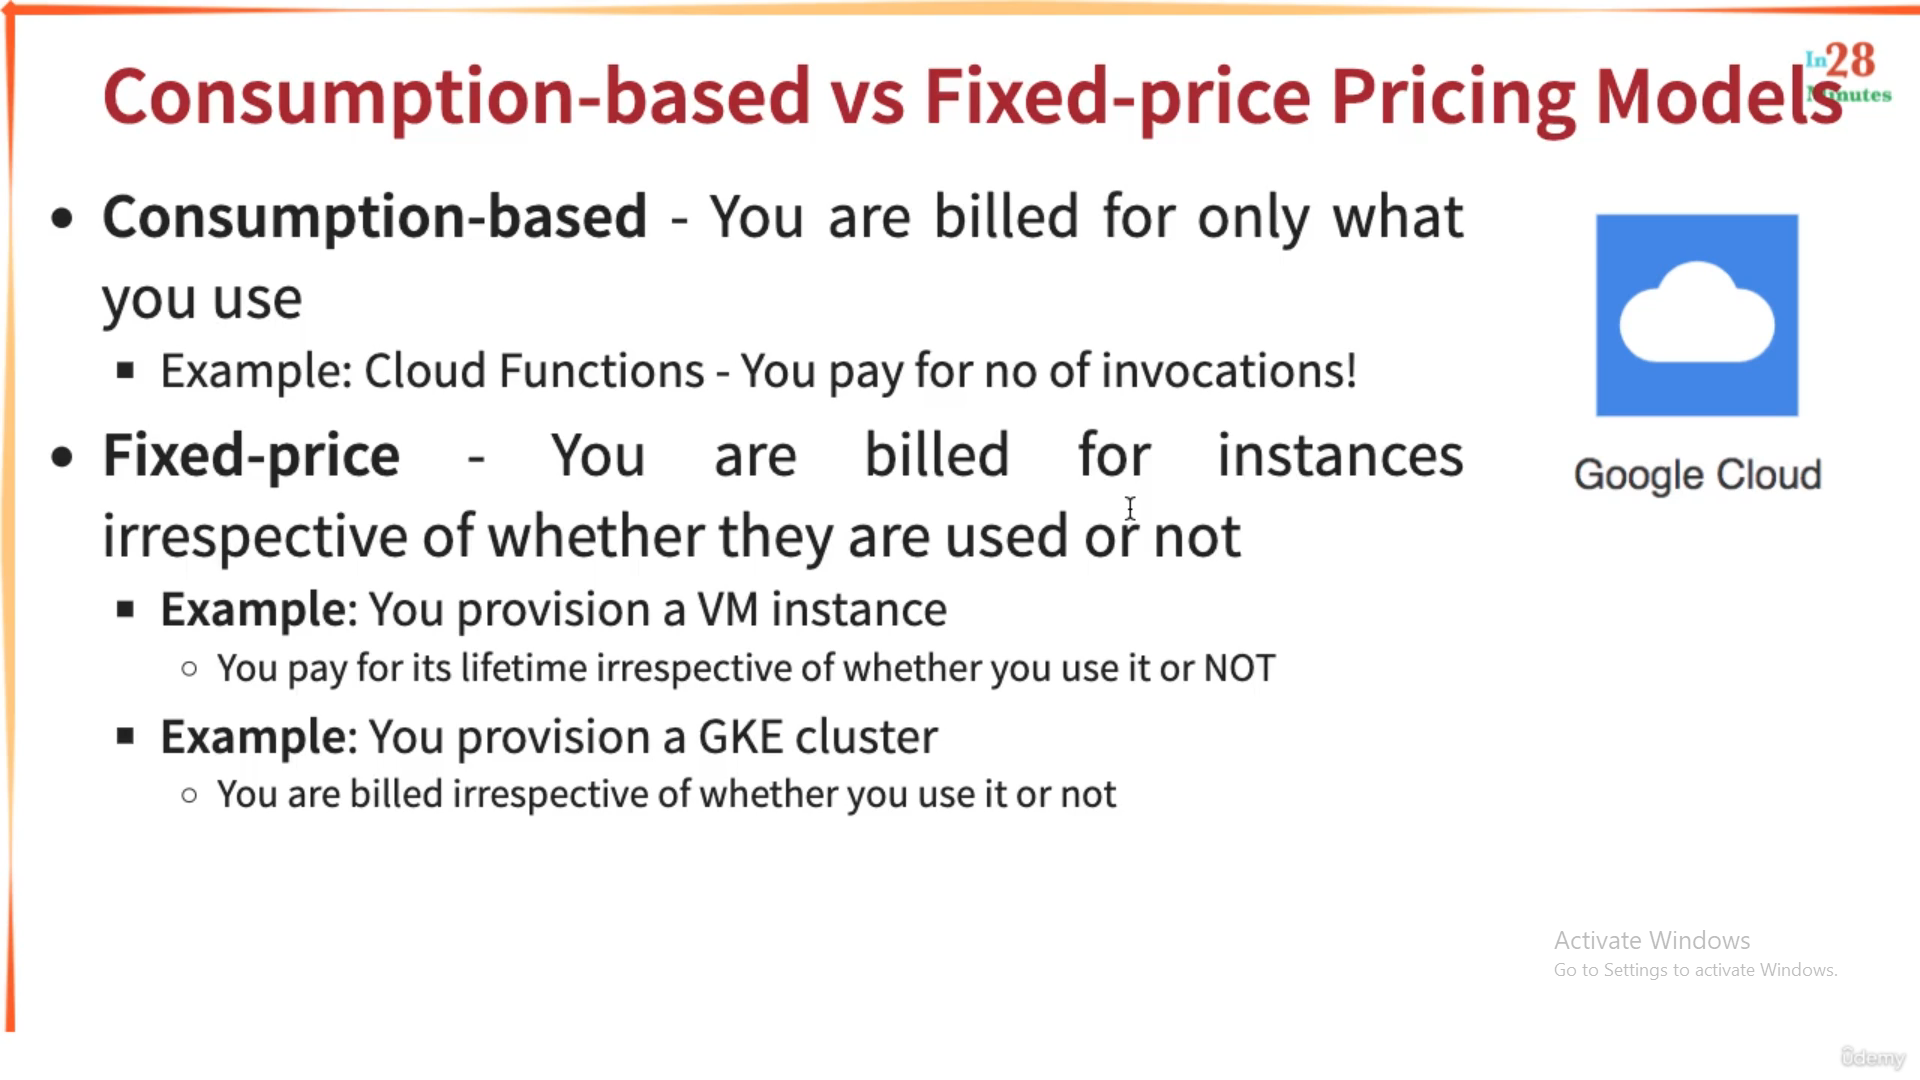 Consumption-based vs Fixed-price Pricing Models
In28
Minutes
• Consumption-based - You are billed for only what
you use
▪ Example: Cloud Functions - You pay for no of invocations!
• Fixed-price - You are billed for instances
irrespective of whether they are used or not
▪ Example: You provision a VM instance
○ You pay for its lifetime irrespective of whether you use it or NOT
▪ Example: You provision a GKE cluster
○ You are billed irrespective of whether you use it or not
Google Cloud
Activate Windows
Go to Settings to activate Windows.
ûdemy